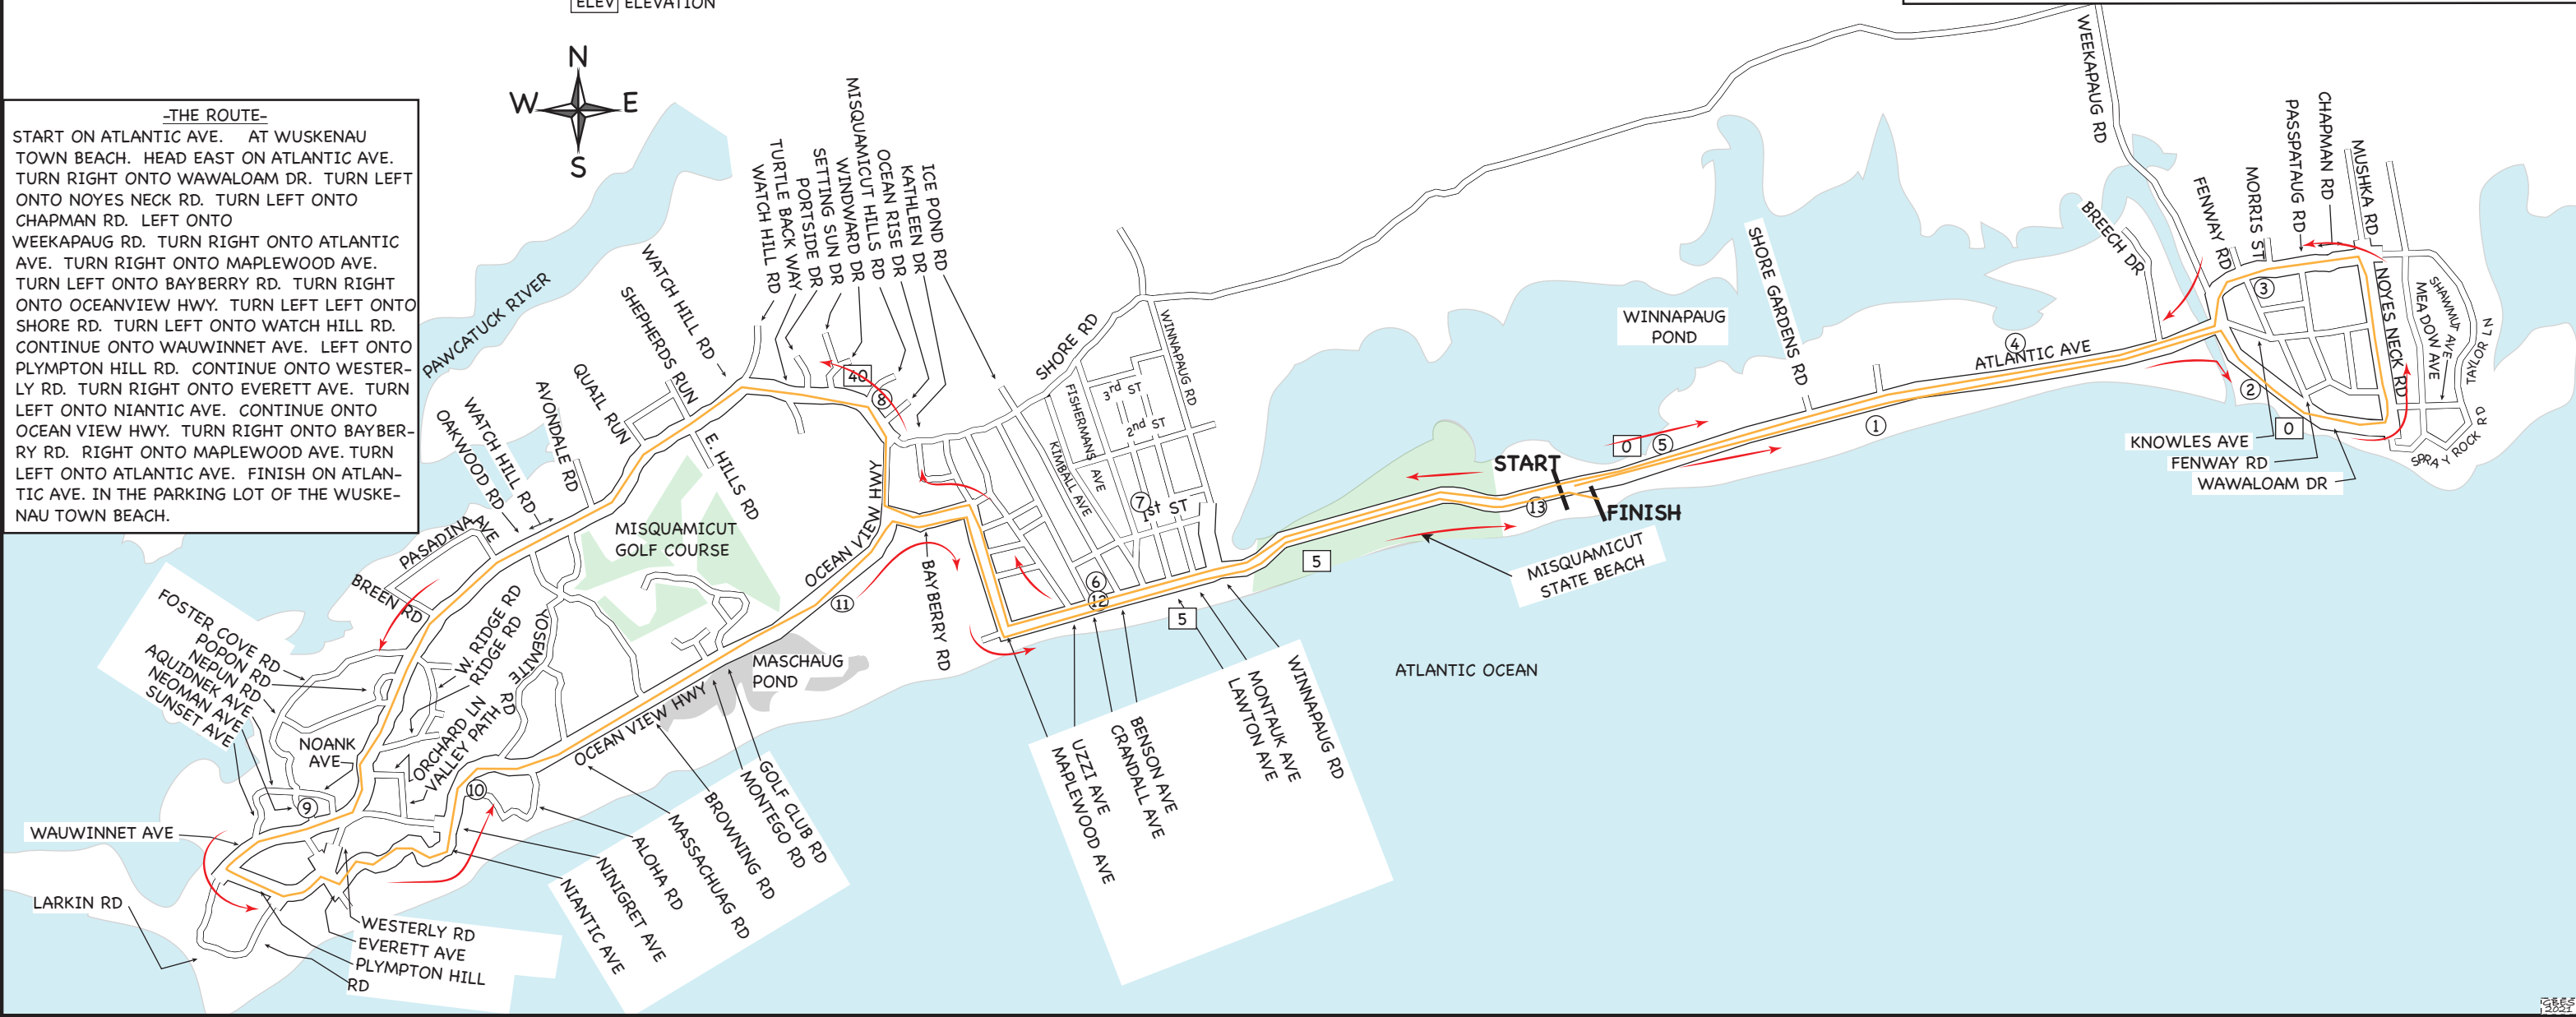 ELEV ELEVATION
N
W E
S
-THE ROUTE-
START ON ATLANTIC AVE. AT WUSKENAU
TOWN BEACH. HEAD EAST ON ATLANTIC AVE.
TURN RIGHT ONTO WAWALOAM DR. TURN LEFT
ONTO NOYES NECK RD. TURN LEFT ONTO
CHAPMAN RD. LEFT ONTO
WEEKAPAUG RD. TURN RIGHT ONTO ATLANTIC
AVE. TURN RIGHT ONTO MAPLEWOOD AVE.
TURN LEFT ONTO BAYBERRY RD. TURN RIGHT
ONTO OCEANVIEW HWY. TURN LEFT LEFT ONTO
SHORE RD. TURN LEFT ONTO WATCH HILL RD.
CONTINUE ONTO WAUWINNET AVE. LEFT ONTO
PLYMPTON HILL RD. CONTINUE ONTO WESTER-
LY RD. TURN RIGHT ONTO EVERETT AVE. TURN
LEFT ONTO NIANTIC AVE. CONTINUE ONTO
OCEAN VIEW HWY. TURN RIGHT ONTO BAYBER-
RY RD. RIGHT ONTO MAPLEWOOD AVE. TURN
LEFT ONTO ATLANTIC AVE. FINISH ON ATLAN-
TIC AVE. IN THE PARKING LOT OF THE WUSKE-
NAU TOWN BEACH.
PAWCATUCK RIVER
WATCH HILL RD
SHEPHERDS RUN
QUAIL RUN
AVONDALE RD
WATCH HILL RD
OAKWOOD RD
PASADINA AVE
BREEN RD
WATCH HILL RD
TURTLE BACK WAY
PORTSIDE DR
SETTING SUN DR
WINDWARD DR
MISQUAMICUT HILLS RD
OCEAN RISE DR
KATHLEEN DR
ICE POND RD
40
8
E. HILLS RD
MISQUAMICUT
GOLF COURSE
OCEAN VIEW HWY
11
BAYBERRY RD
MASCHAUG
POND
OCEAN VIEW HWY
W. RIDGE RD
RIDGE RD
YOSEMITE
RD
ORCHARD LN
VALLEY PATH
FOSTER COVE RD
POPON RD
NEPUN RD
AQUIDNEK AVE
NEOMAN AVE
SUNSET AVE
NOANK
AVE
9
10
WAUWINNET AVE
LARKIN RD
WESTERLY RD
EVERETT AVE
PLYMPTON HILL
RD
NIANTIC AVE
NINIGRET AVE
ALOHA RD
MASSACHUAG RD
BROWNING RD
MONTEGO RD
GOLF CLUB RD
SHORE RD
WINNAPAUG RD
FISHERMANS AVE
KIMBALL AVE
3rd ST
2nd ST
1st ST
7
6
12
5
5
MAPLEWOOD AVE
UZZI AVE
CRANDALL AVE
BENSON AVE
LAWTON AVE
MONTAUK AVE
WINNAPAUG RD
START
13
FINISH
MISQUAMICUT
STATE BEACH
ATLANTIC OCEAN
0
5
1
WINNAPAUG
POND
SHORE GARDENS RD
4
ATLANTIC AVE
WEEKAPAUG RD
BREECH DR
FENWAY RD
MORRIS ST
PASSPATAUG RD
CHAPMAN RD
MUSHKA RD
3
2
0
NOYES NECK RD
MEADOW AVE
SHAWMUT AVE
TAYLOR LN
SPRAY ROCK RD
KNOWLES AVE
FENWAY RD
WAWALOAM DR
2021